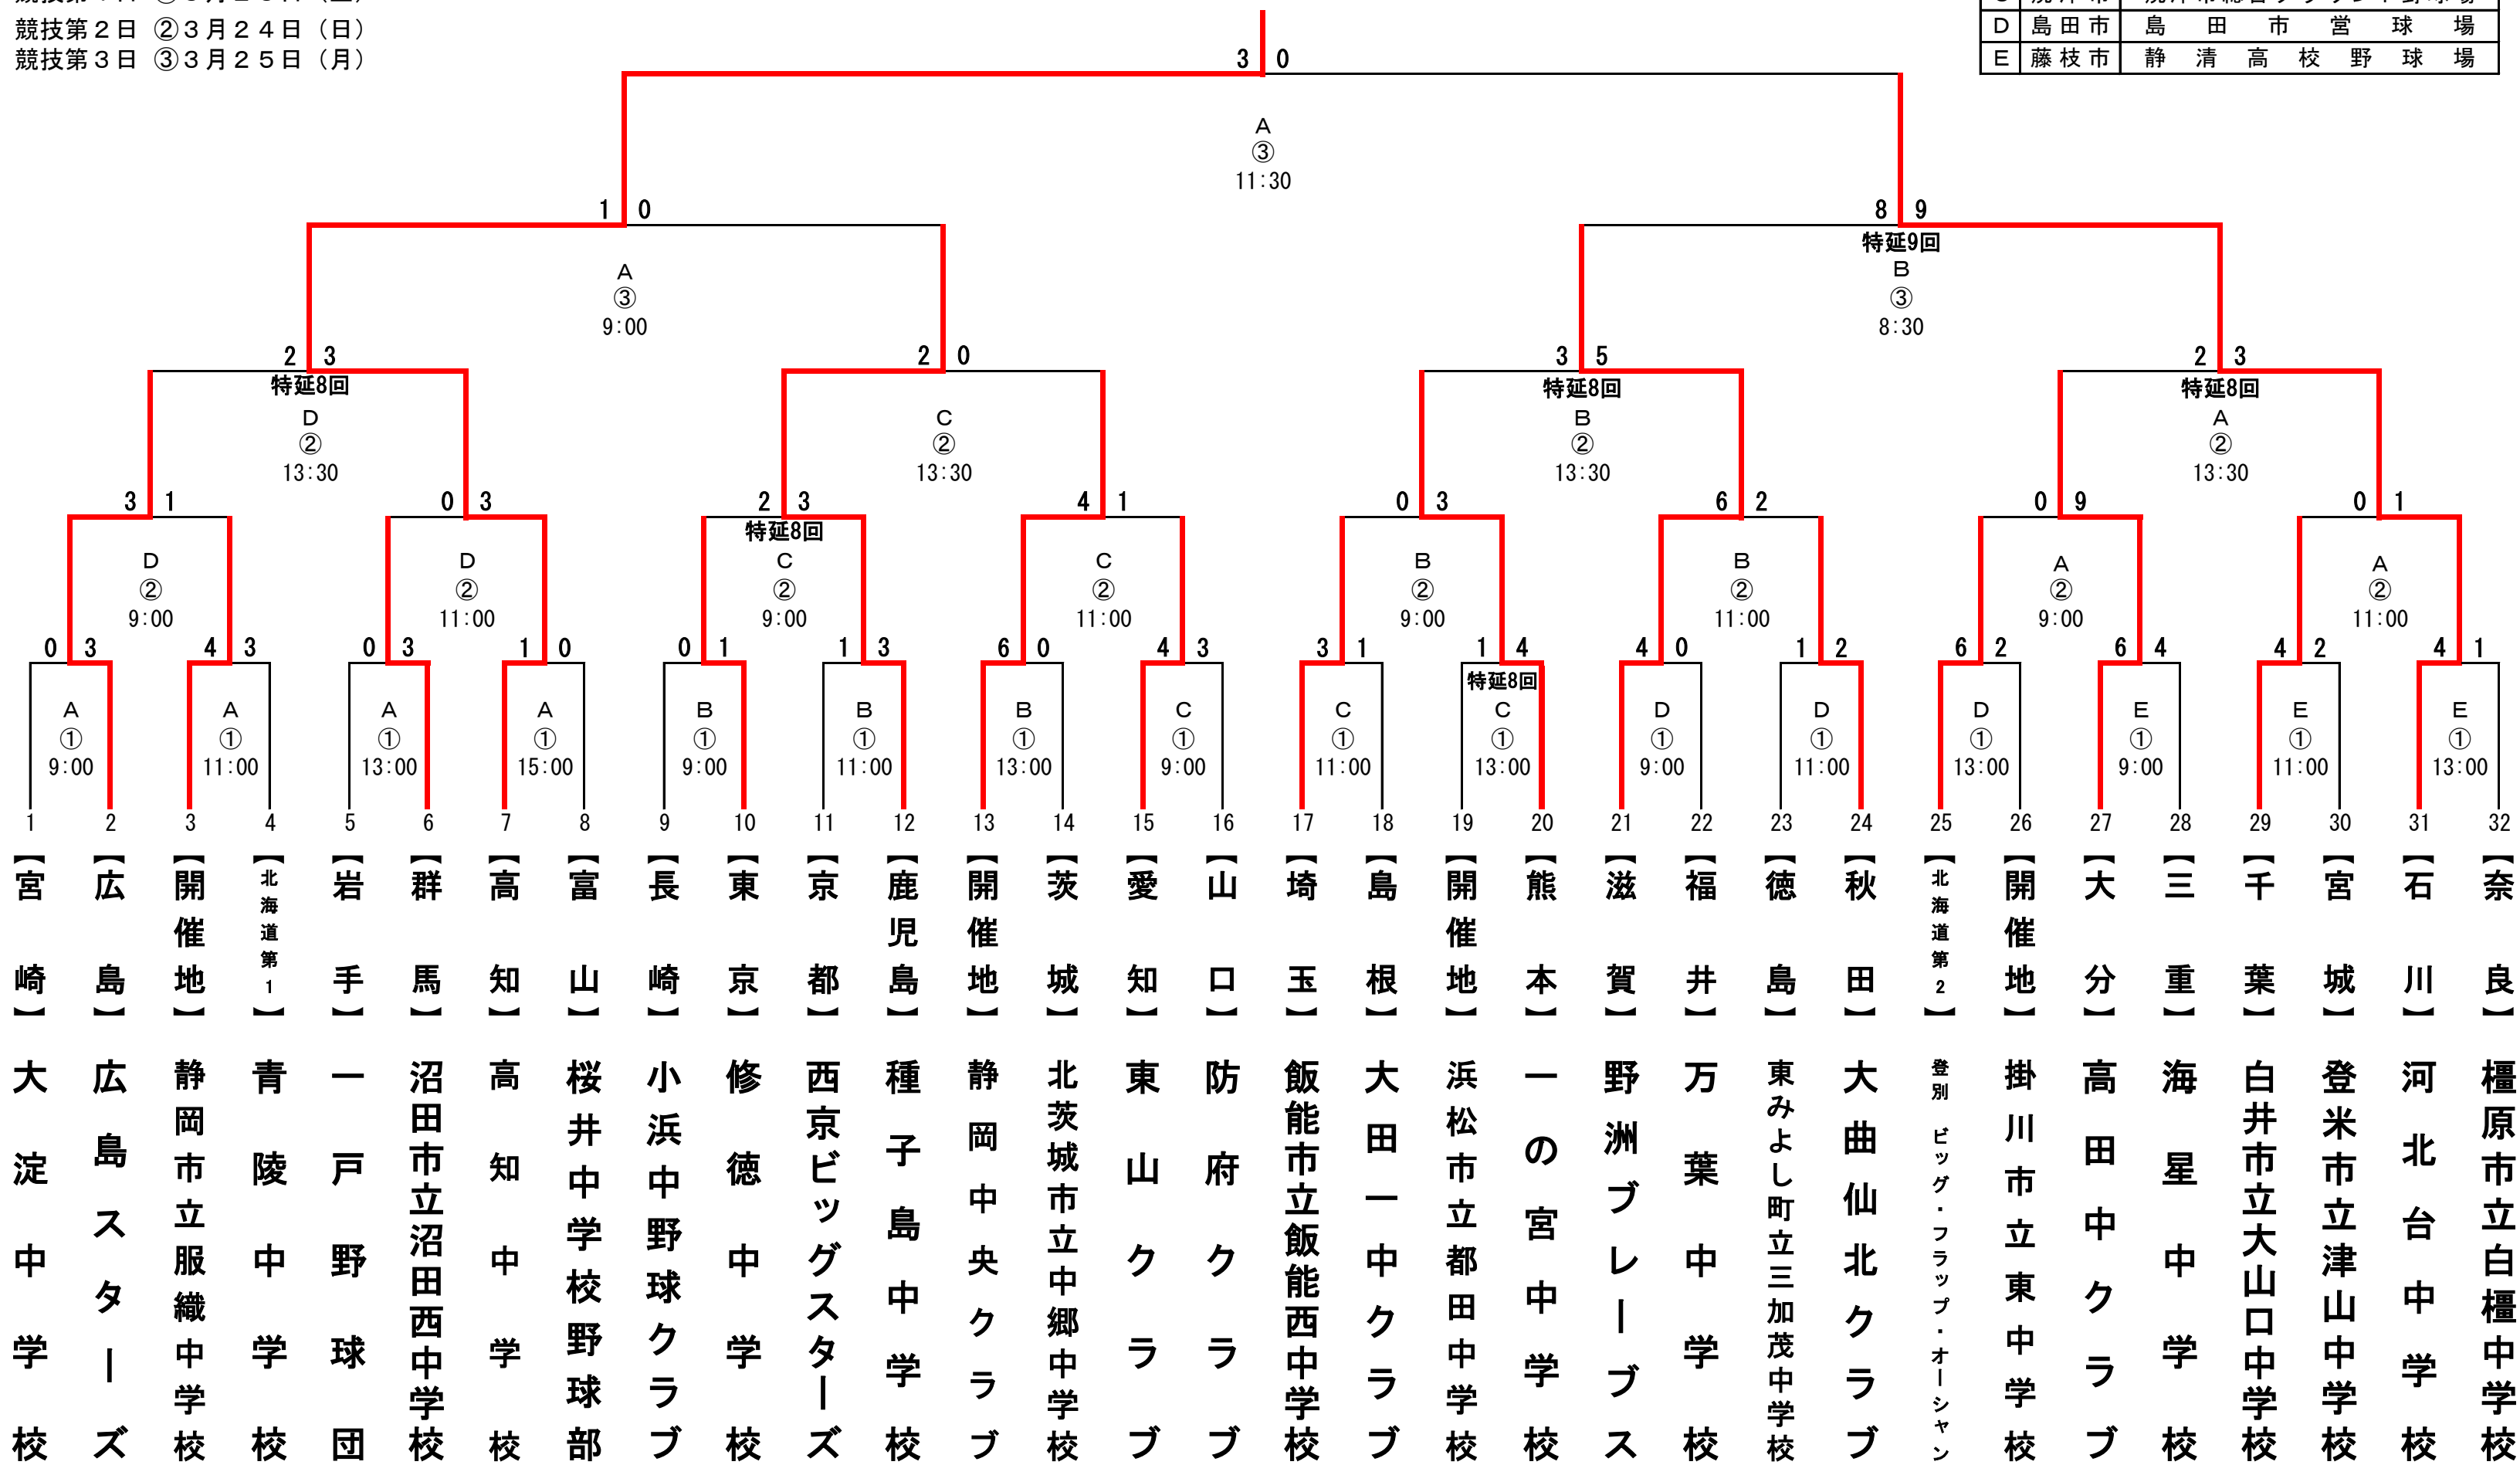 競技第２日 ②３月２４日（日）
競技第３日 ③３月２５日（月）
D 島田市 島田市営球場
E 藤枝市 静清高校野球場
3 0
A
③
11:30
1 0
8 9
特延9回
A
③
9:00
B
③
8:30
2 3
2 0
3 5
2 3
特延8回
特延8回
特延8回
D
②
13:30
C
②
13:30
B
②
13:30
A
②
13:30
3 1
0 3
2 3
4 1
0 3
6 2
0 9
0 1
特延8回
D
②
9:00
D
②
11:00
C
②
9:00
C
②
11:00
B
②
9:00
B
②
11:00
A
②
9:00
A
②
11:00
0 3
4 3
0 3
1 0
0 1
1 3
6 0
4 3
3 1
1 4
4 0
1 2
6 2
6 4
4 2
4 1
特延8回
A
①
9:00
A
①
11:00
A
①
13:00
A
①
15:00
B
①
9:00
B
①
11:00
B
①
13:00
C
①
9:00
C
①
11:00
C
①
13:00
D
①
9:00
D
①
11:00
D
①
13:00
E
①
9:00
E
①
11:00
E
①
13:00
1 【宮崎】 大淀中学校
2 【広島】 広島スターズ
3 【開催地】 静岡市立服織中学校
4 【北海道第1】 青陵中学校
5 【岩手】 一戸野球団
6 【群馬】 沼田市立沼田西中学校
7 【高知】 高知中学校
8 【富山】 桜井中学校野球部
9 【長崎】 小浜中野球クラブ
10 【東京】 修徳中学校
11 【京都】 西京ビッグスターズ
12 【鹿児島】 種子島中学校
13 【開催地】 静岡中央クラブ
14 【茨城】 北茨城市立中郷中学校
15 【愛知】 東山クラブ
16 【山口】 防府クラブ
17 【埼玉】 飯能市立飯能西中学校
18 【島根】 大田一中クラブ
19 【開催地】 浜松市立都田中学校
20 【熊本】 一の宮中学校
21 【滋賀】 野洲ブレーブス
22 【福井】 万葉中学校
23 【徳島】 東みよし町立三加茂中学校
24 【秋田】 大曲仙北クラブ
25 【北海道第2】 登別 ビッグ・フラップ・オーシャン
26 【開催地】 掛川市立東中学校
27 【大分】 高田中クラブ
28 【三重】 海星中学校
29 【千葉】 白井市立大山口中学校
30 【宮城】 登米市立津山中学校
31 【石川】 河北台中学校
32 【奈良】 橿原市立白橿中学校